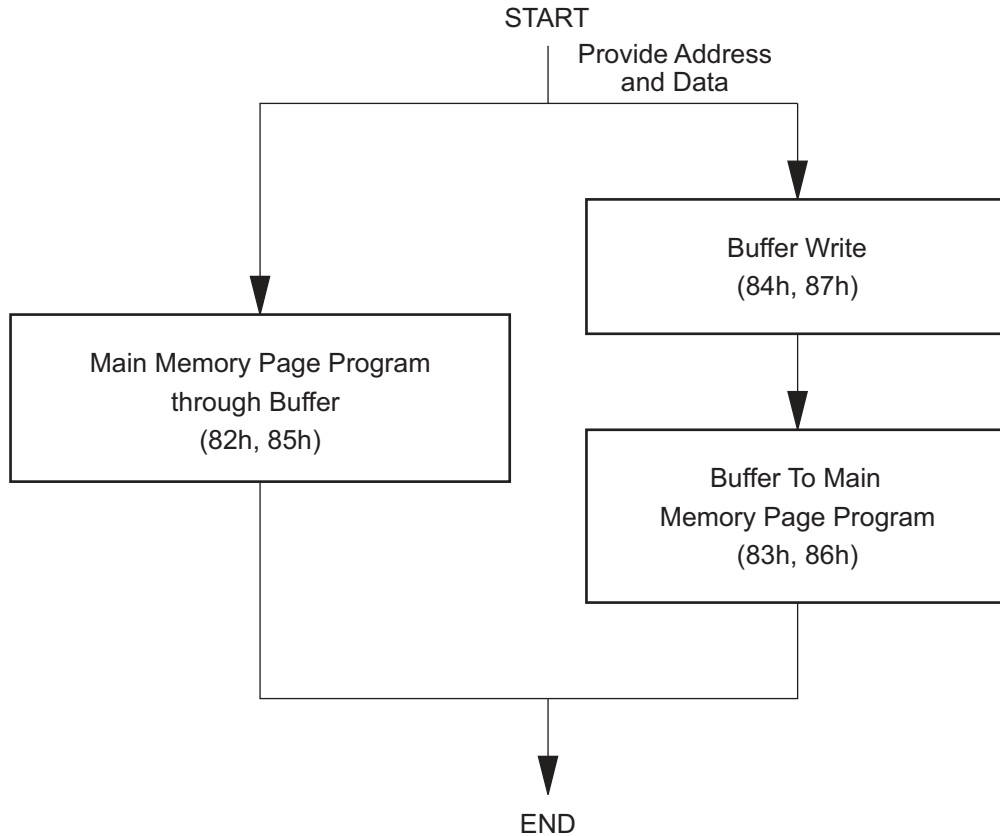 START
Provide Address
and Data
Buffer Write
(84h, 87h)
Main Memory Page Program
through Buffer
(82h, 85h)
Buffer To Main
Memory Page Program
(83h, 86h)
END